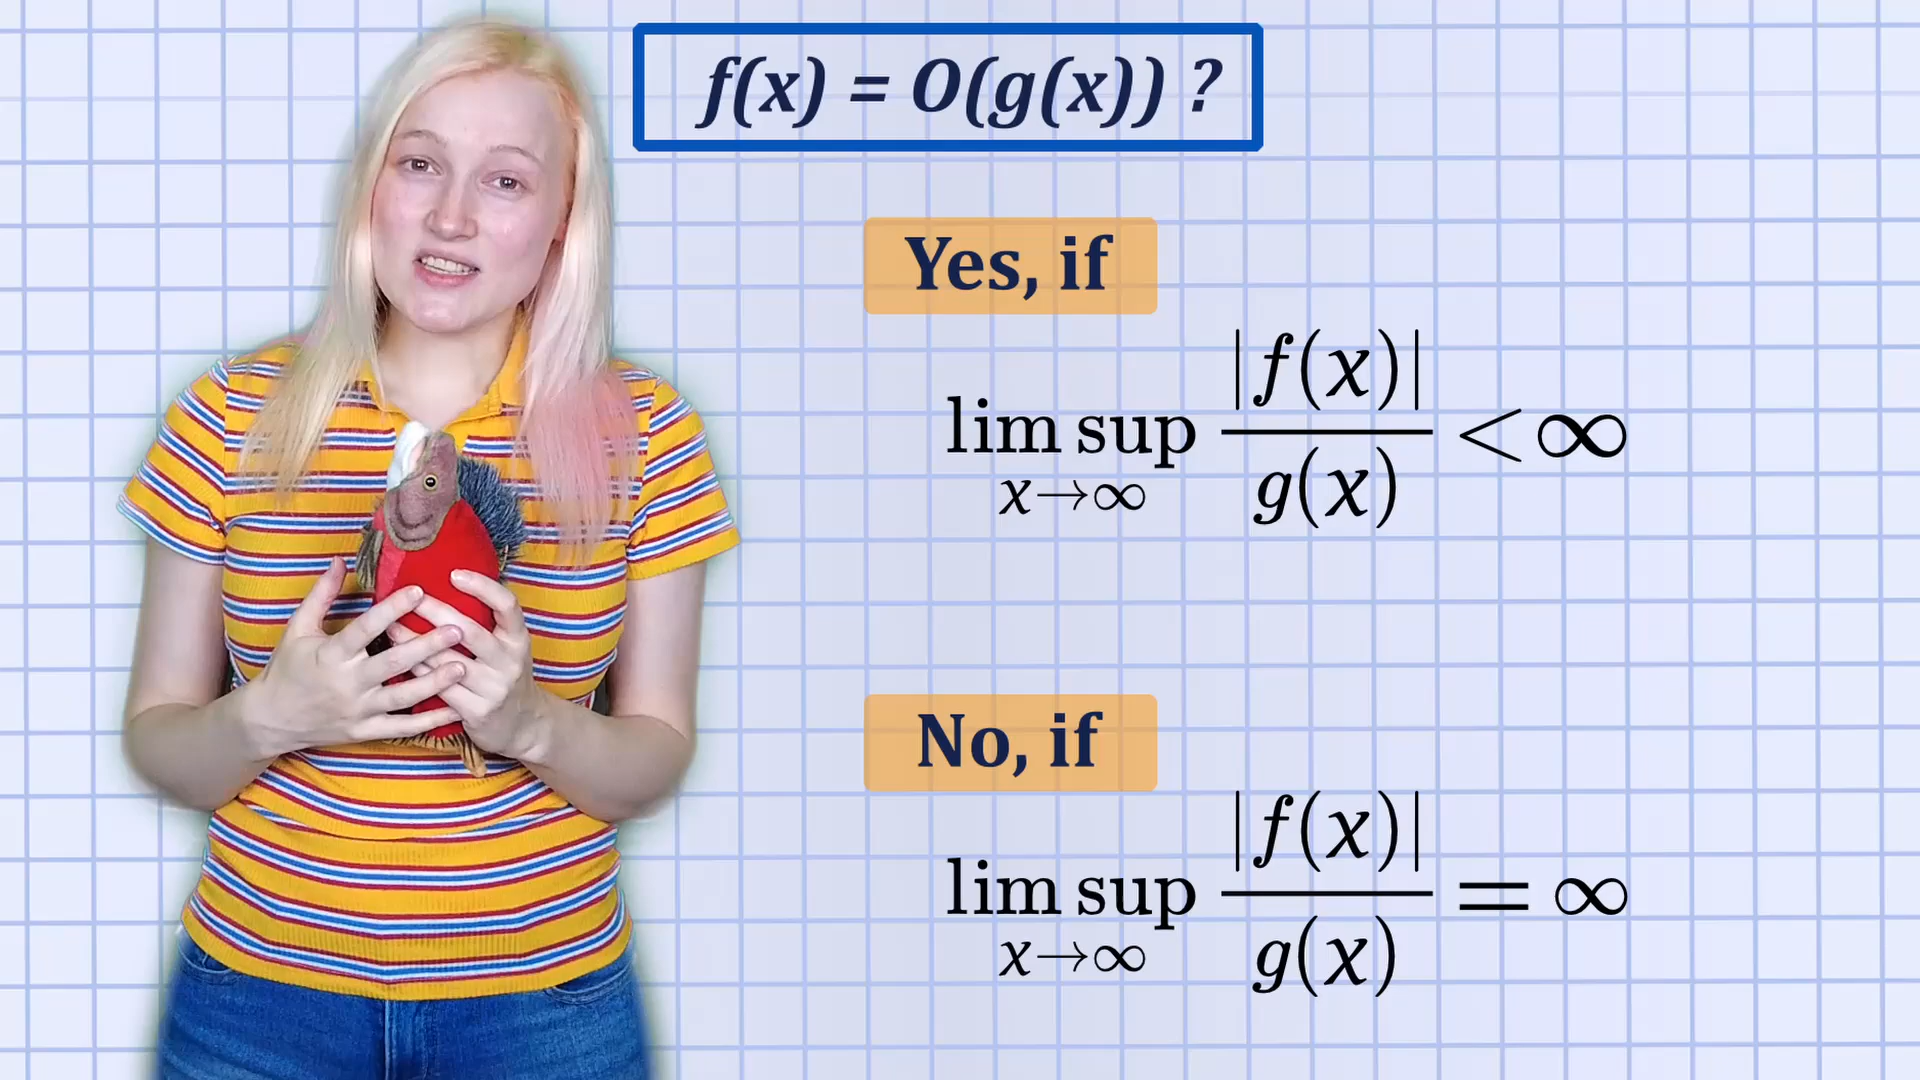 f(x) = O(g(x)) ?
Yes, if
lim sup |f(x)| / g(x) < ∞
x→∞
No, if
lim sup |f(x)| / g(x) = ∞
x→∞